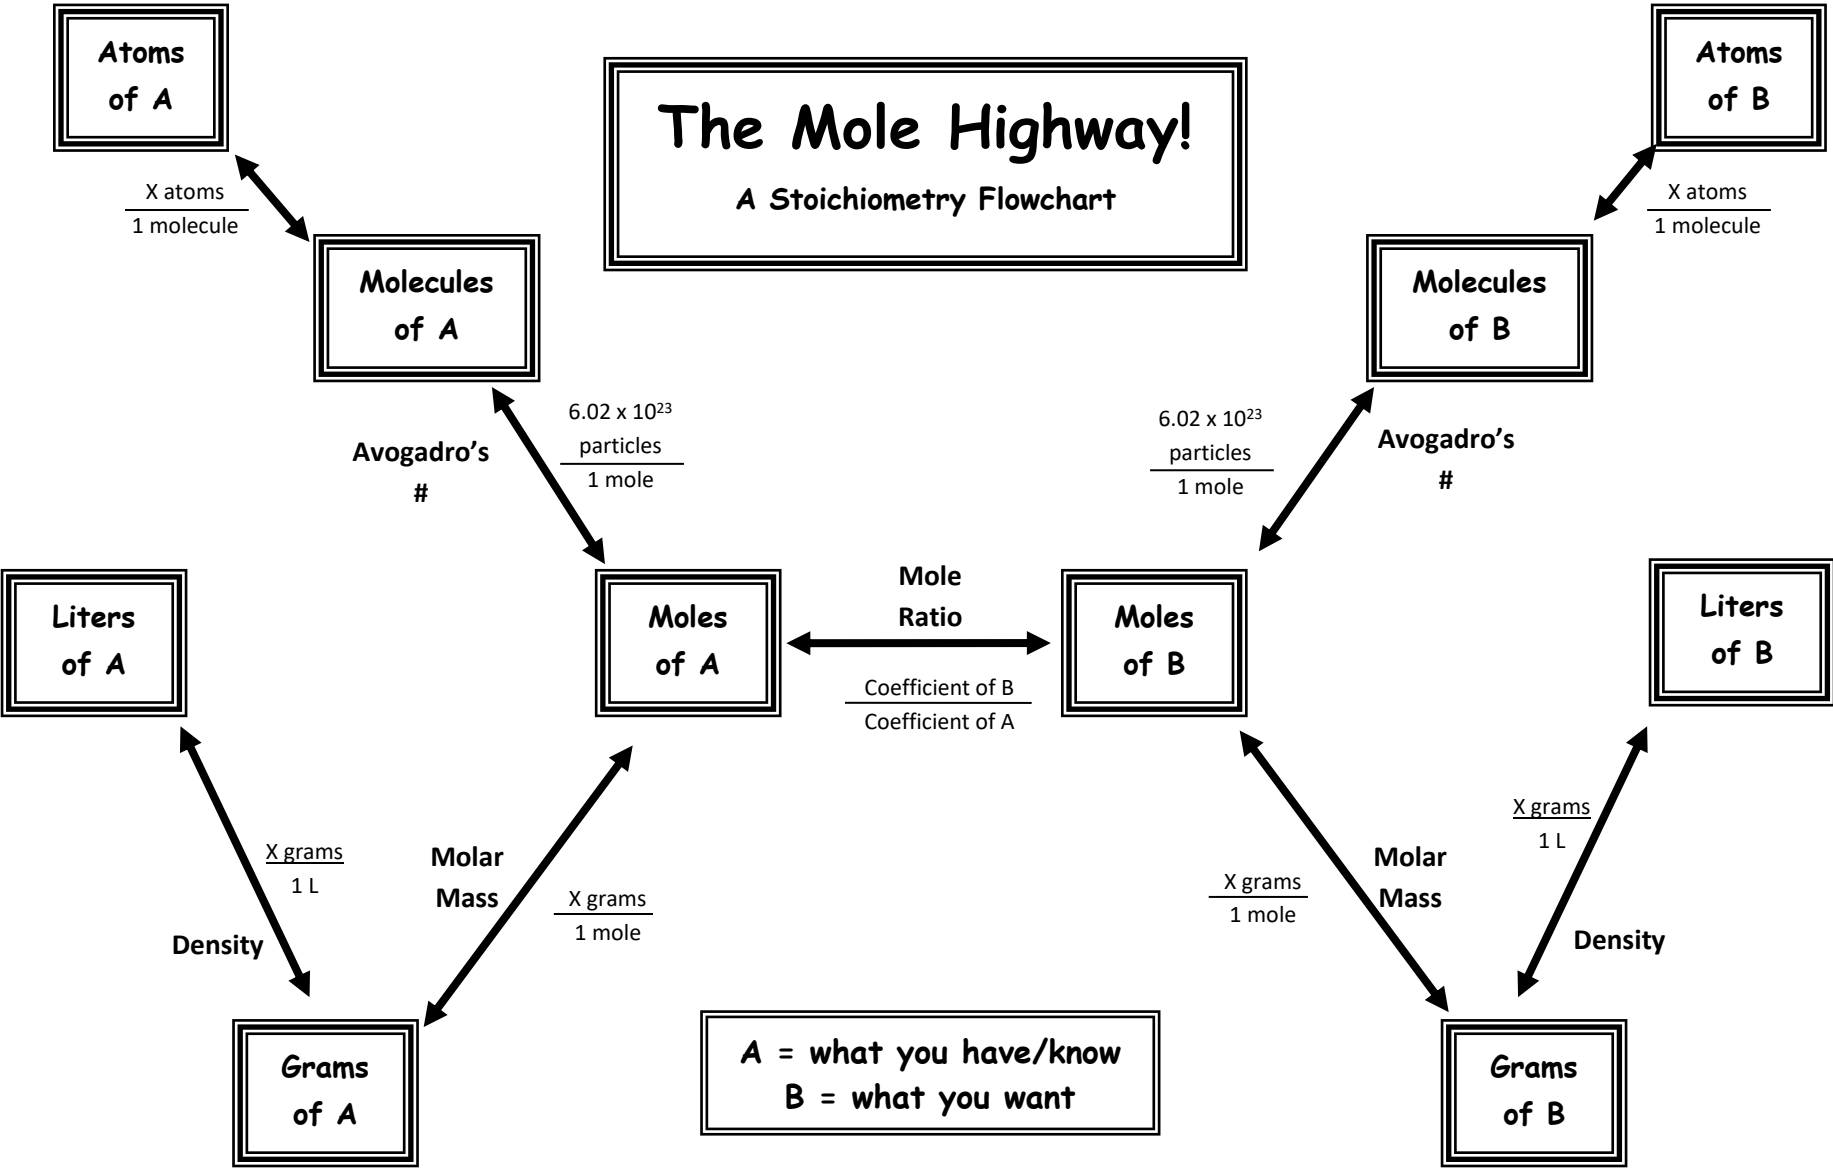 Atoms
of A
The Mole Highway!
A Stoichiometry Flowchart
Atoms
of B
X atoms
1 molecule
X atoms
1 molecule
Molecules
of A
Molecules
of B
Avogadro’s
#
6.02 x 10²³
particles
1 mole
6.02 x 10²³
particles
1 mole
Avogadro’s
#
Liters
of A
Moles
of A
Mole
Ratio
Coefficient of B
Coefficient of A
Moles
of B
Liters
of B
X grams
1 L
Density
Molar
Mass
X grams
1 mole
X grams
1 mole
Molar
Mass
X grams
1 L
Density
Grams
of A
A = what you have/know
B = what you want
Grams
of B